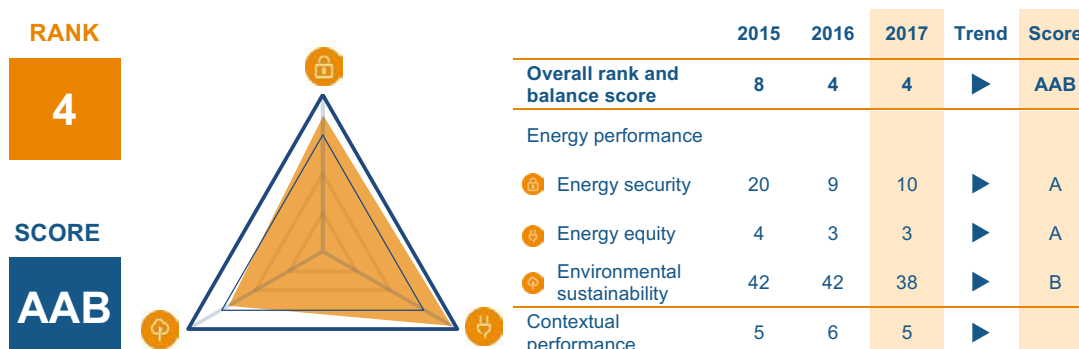 RANK
4
SCORE
AAB
2015 2016 2017 Trend Score
Overall rank and
balance score 8 4 4 ▶ AAB
Energy performance
Energy security 20 9 10 ▶ A
Energy equity 4 3 3 ▶ A
Environmental
sustainability 42 42 38 ▶ B
Contextual
performance 5 6 5 ▶